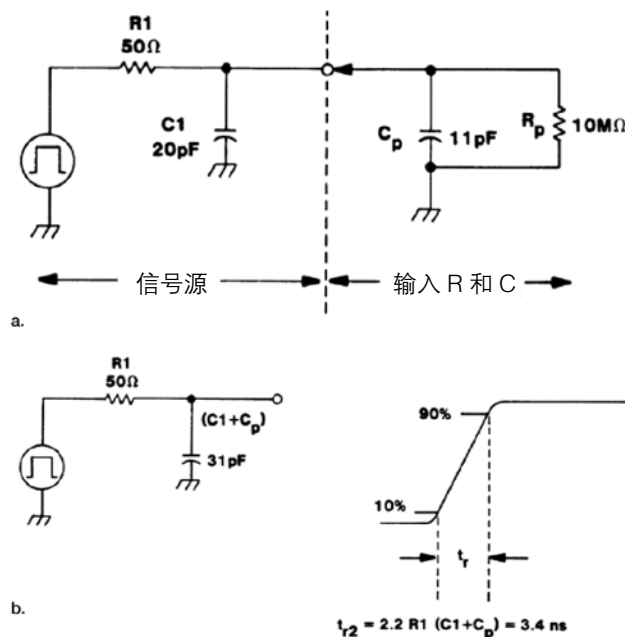 R1
50Ω
C1
20pF
Cp
11pF
Rp
10MΩ
信号源
输入 R 和 C
a.
R1
50Ω
(C1+Cp)
31pF
90%
10%
tr
b.
tr2 = 2.2 R1 (C1+Cp) = 3.4 ns